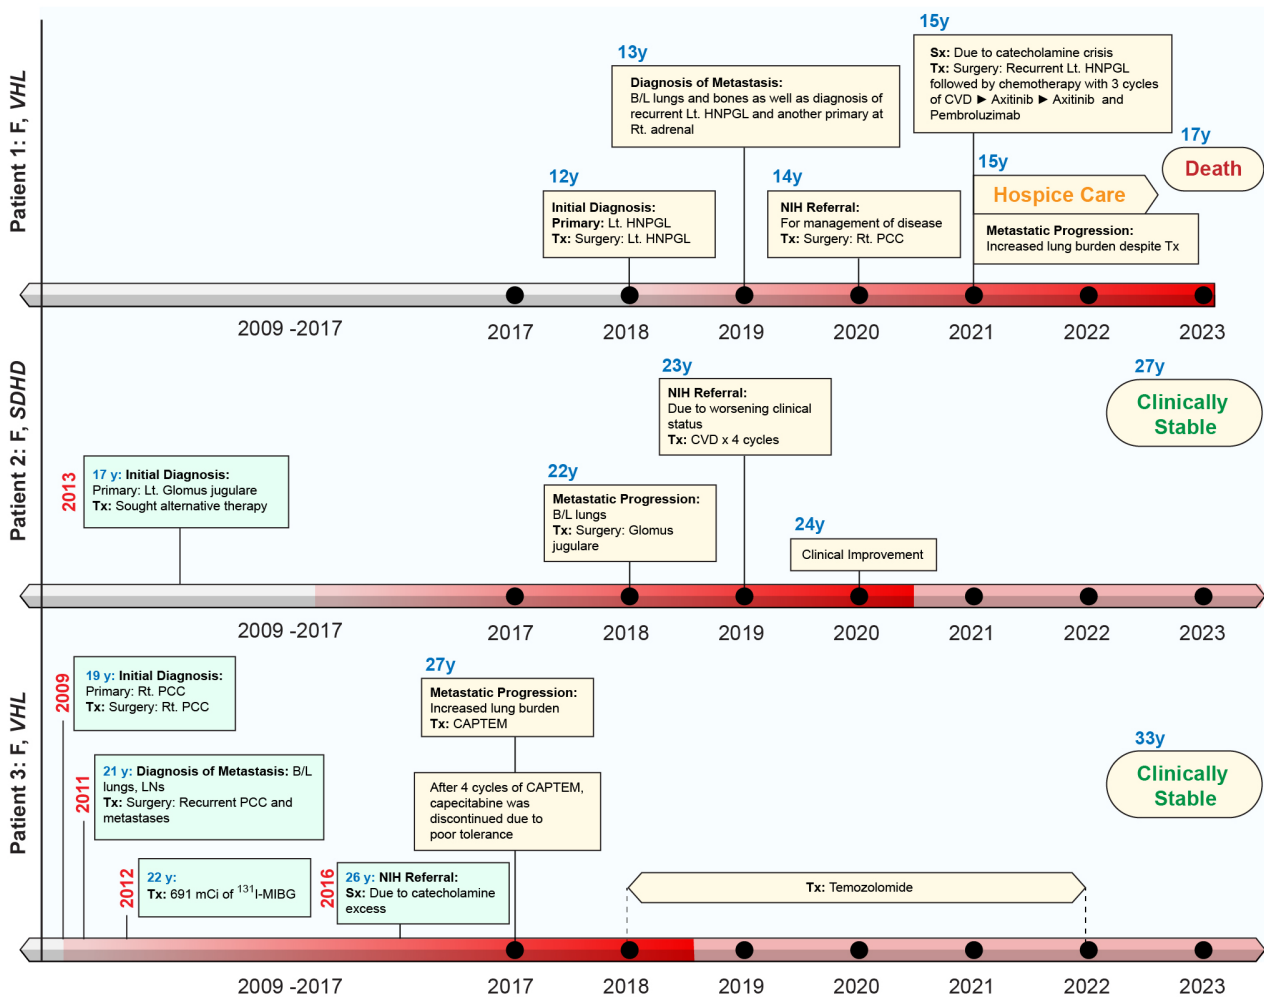 Patient 1: F, VHL
12y
Initial Diagnosis:
Primary: Lt. HNPGL
Tx: Surgery: Lt. HNPGL
13y
Diagnosis of Metastasis:
B/L lungs and bones as well as diagnosis of
recurrent Lt. HNPGL and another primary at
Rt. adrenal
14y
NIH Referral:
For management of disease
Tx: Surgery: Rt. PCC
15y
Sx: Due to catecholamine crisis
Tx: Surgery: Recurrent Lt. HNPGL
followed by chemotherapy with 3 cycles
of CVD ► Axitinib ► Axitinib and
Pembroluzimab
15y
Hospice Care
Metastatic Progression:
Increased lung burden despite Tx
17y
Death
2009 -2017
2017
2018
2019
2020
2021
2022
2023
Patient 2: F, SDHD
2013
17 y: Initial Diagnosis:
Primary: Lt. Glomus jugulare
Tx: Sought alternative therapy
22y
Metastatic Progression:
B/L lungs
Tx: Surgery: Glomus
jugulare
23y
NIH Referral:
Due to worsening clinical
status
Tx: CVD x 4 cycles
24y
Clinical Improvement
27y
Clinically
Stable
2009 -2017
2017
2018
2019
2020
2021
2022
2023
Patient 3: F, VHL
2009
19 y: Initial Diagnosis:
Primary: Rt. PCC
Tx: Surgery: Rt. PCC
2011
21 y: Diagnosis of Metastasis: B/L
lungs, LNs
Tx: Surgery: Recurrent PCC and
metastases
2012
22 y:
Tx: 691 mCi of ¹³¹I-MIBG
2016
26 y: NIH Referral:
Sx: Due to catecholamine
excess
27y
Metastatic Progression:
Increased lung burden
Tx: CAPTEM
After 4 cycles of CAPTEM,
capecitabine was
discontinued due to
poor tolerance
Tx: Temozolomide
33y
Clinically
Stable
2009 -2017
2017
2018
2019
2020
2021
2022
2023